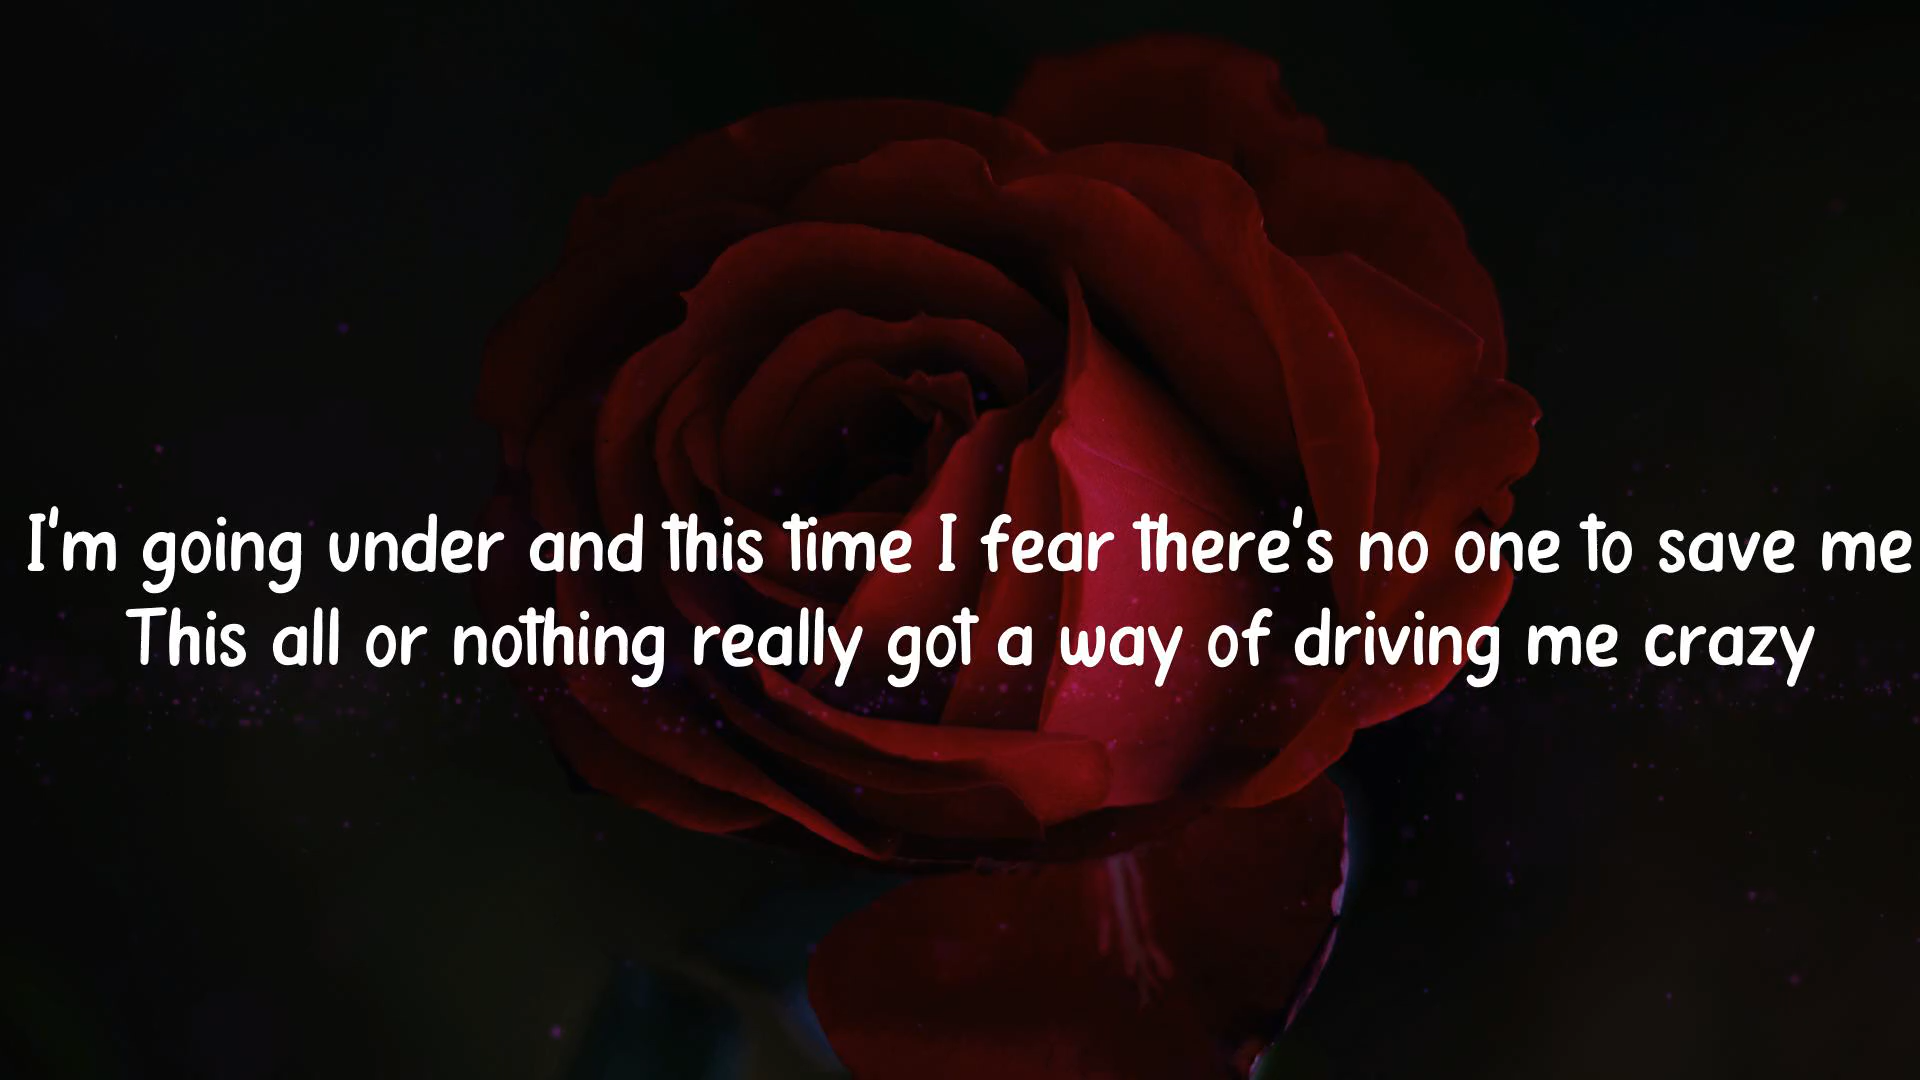 I'm going under and this time I fear there's no one to save me
This all or nothing really got a way of driving me crazy